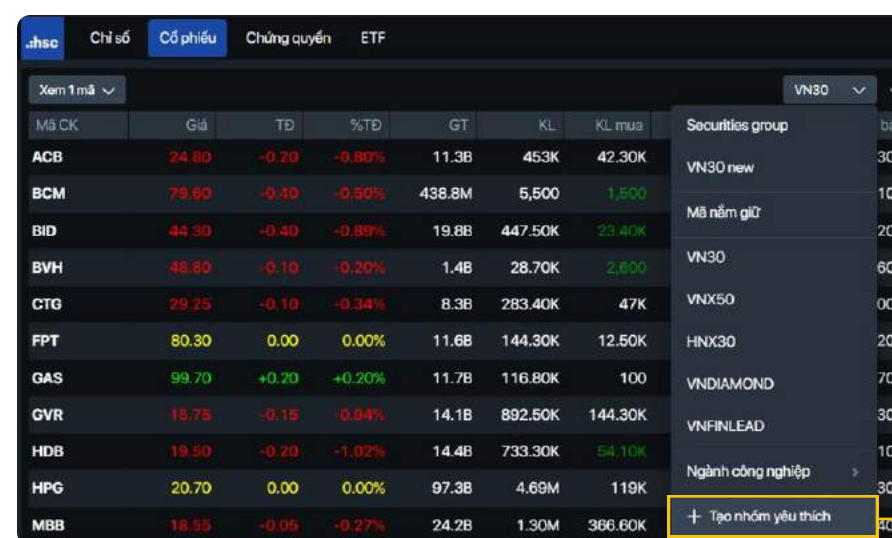 .:hsc Chỉ số Cổ phiếu Chứng quyền ETF
Xem 1 mã VN30
Mã CK Giá TĐ %TĐ GT KL KL mua
ACB 24.80 -0.20 -0.80% 11.3B 453K 42.30K
BCM 79.60 -0.40 -0.50% 438.8M 5,500 1,500
BID 44.30 -0.40 -0.89% 19.8B 447.50K 23.40K
BVH 48.80 -0.10 -0.20% 1.4B 28.70K 2,600
CTG 29.25 -0.10 -0.34% 8.3B 283.40K 47K
FPT 80.30 0.00 0.00% 11.6B 144.30K 12.50K
GAS 99.70 +0.20 +0.20% 11.7B 116.80K 100
GVR 15.75 -0.15 -0.94% 14.1B 892.50K 144.30K
HDB 19.50 -0.20 -1.02% 14.4B 733.30K 54.10K
HPG 20.70 0.00 0.00% 97.3B 4.69M 119K
MBB 18.55 -0.05 -0.27% 24.2B 1.30M 366.60K
Securities group
VN30 new
Mã nắm giữ
VN30
VNX50
HNX30
VNDIAMOND
VNFINLEAD
Ngành công nghiệp >
+ Tạo nhóm yêu thích